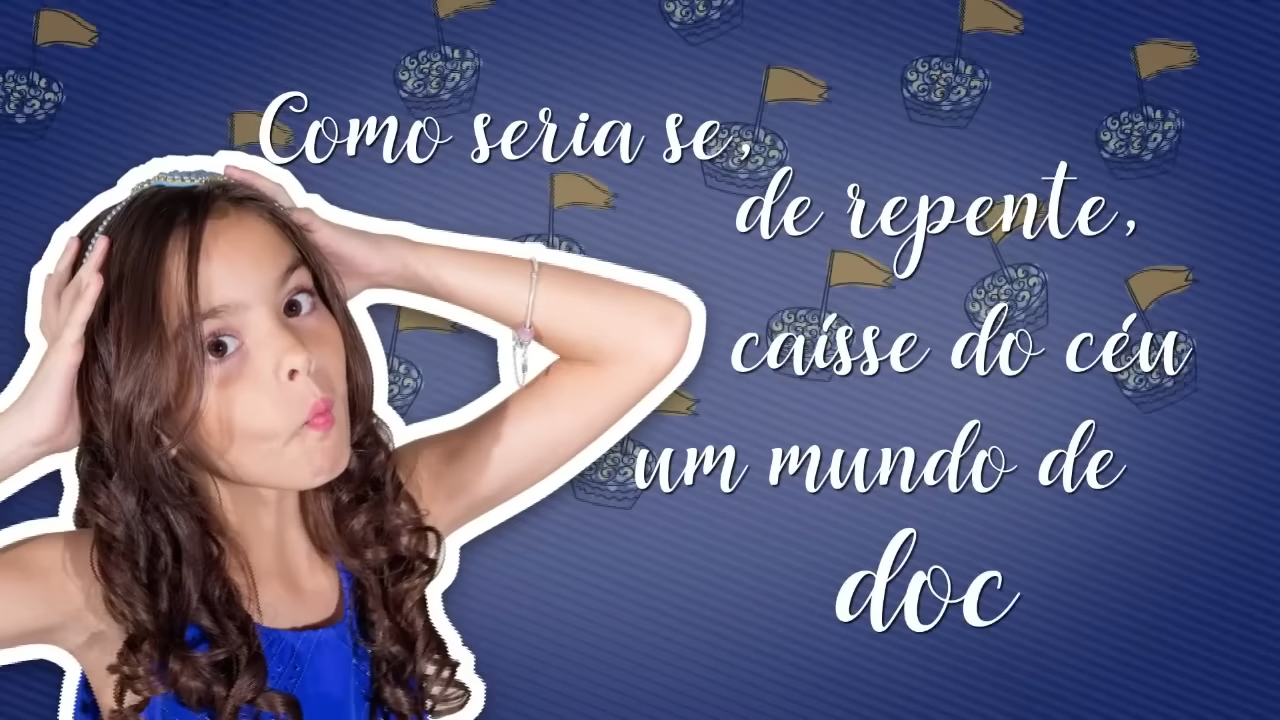 Como seria se,
de repente,
caísse do céu
um mundo de
doc